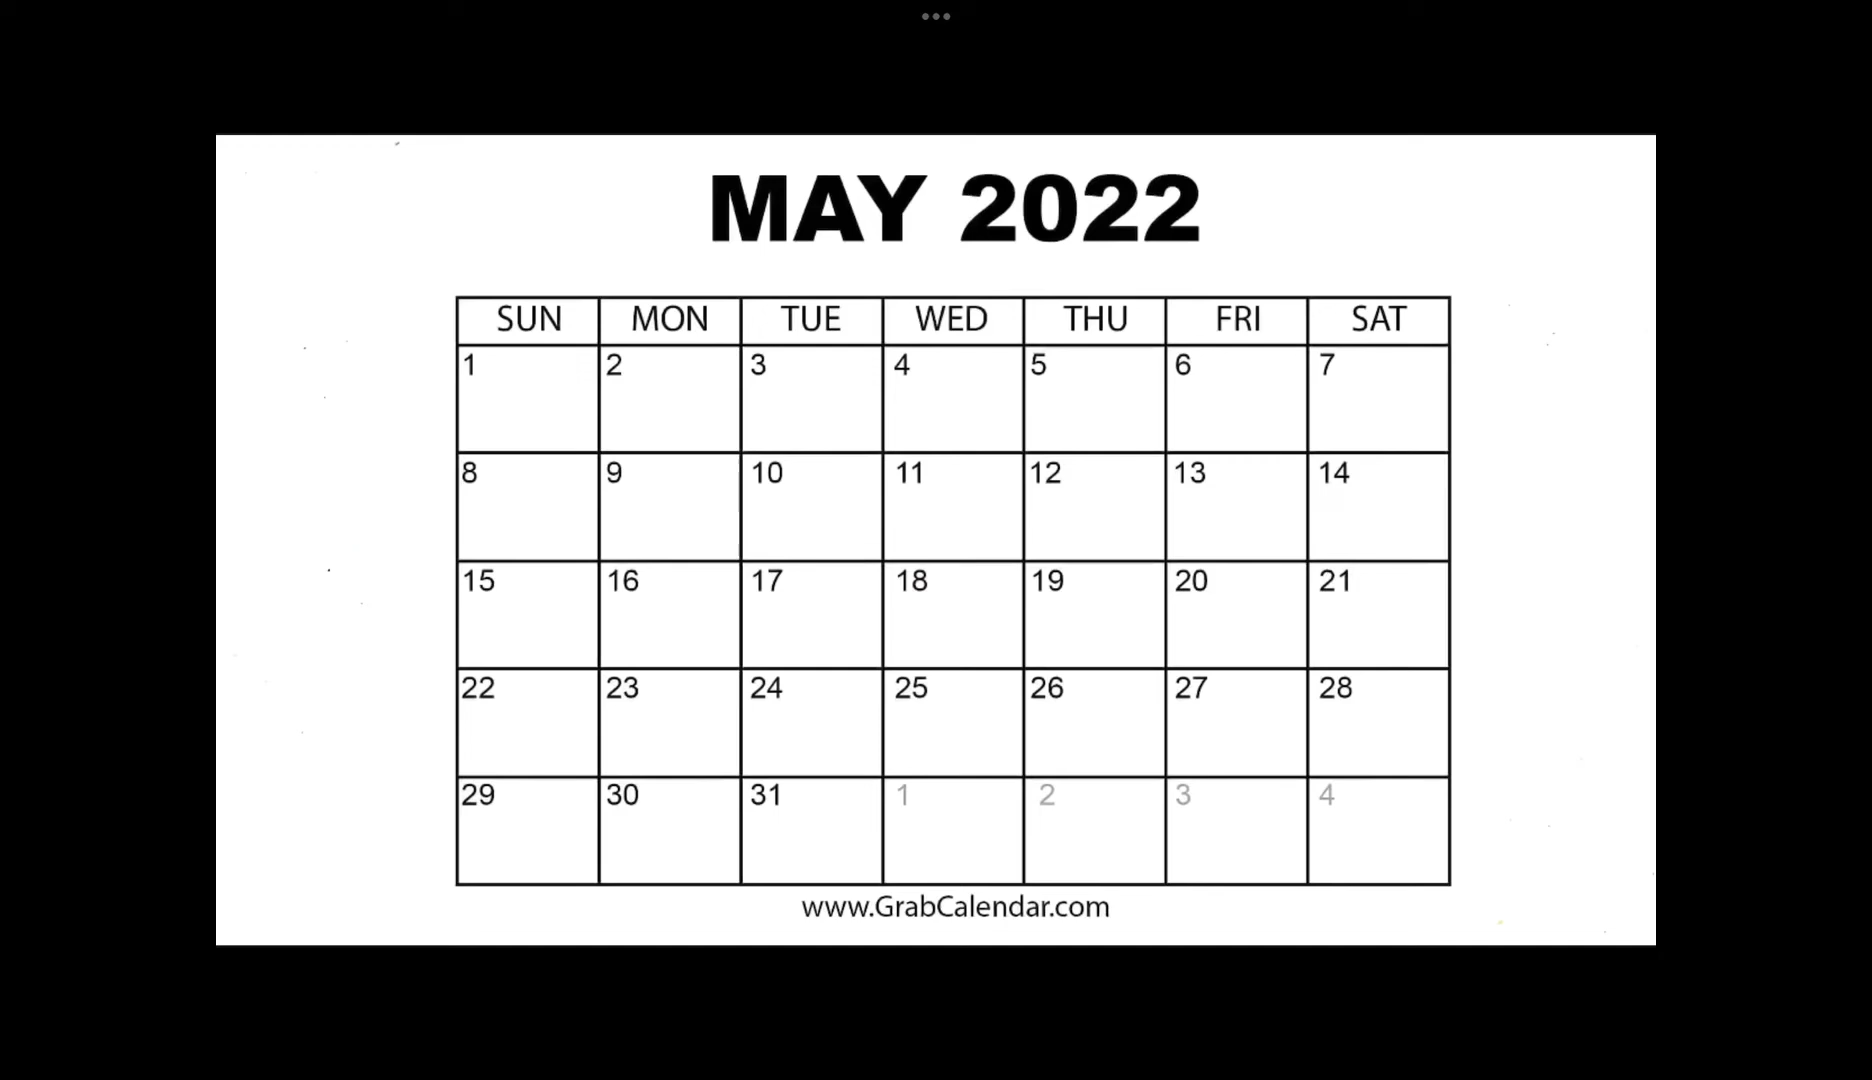 MAY 2022
SUN MON TUE WED THU FRI SAT
1 2 3 4 5 6 7
8 9 10 11 12 13 14
15 16 17 18 19 20 21
22 23 24 25 26 27 28
29 30 31 1 2 3 4
www.GrabCalendar.com